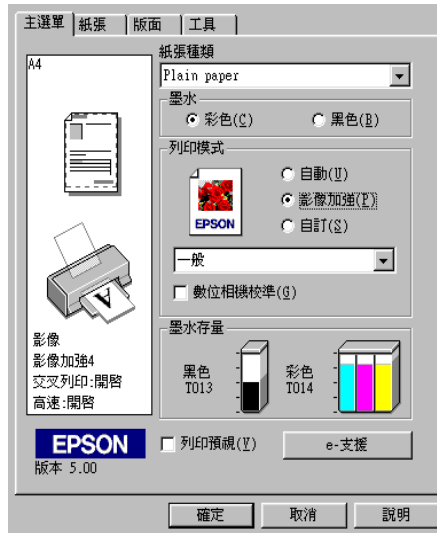 主選單 紙張 版面 工具
A4
紙張種類
Plain paper
墨水
彩色(C) 黑色(B)
列印模式
自動(U)
影像加強(P)
自訂(S)
EPSON
一般
數位相機校準(G)
影像
影像加強4
交叉列印:開啓
高速:開啓
墨水存量
黑色
T013
彩色
T014
EPSON
版本 5.00
列印預視(V)
e-支援
確定 取消 說明